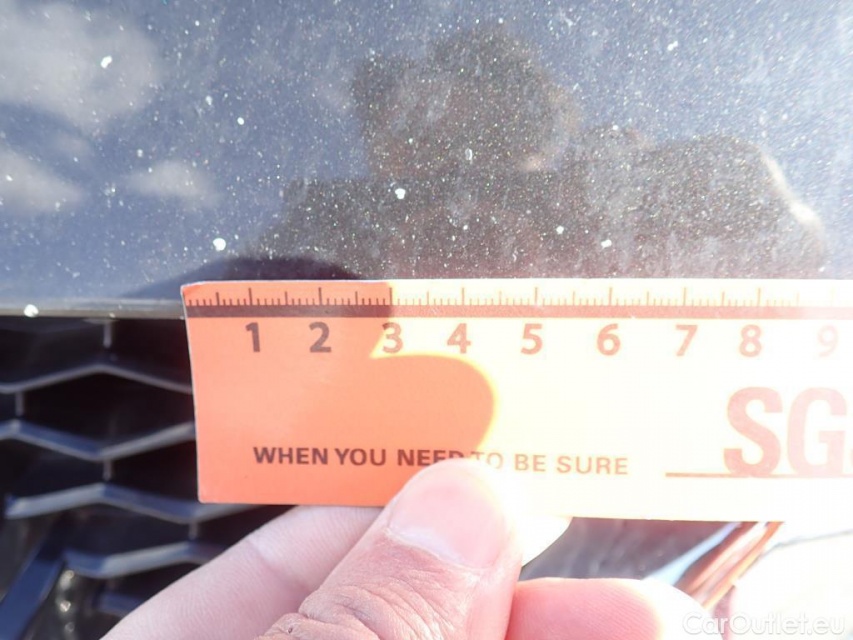 1 2 3 4 5 6 7 8 9
SG
WHEN YOU NEED TO BE SURE
CarOutlet.eu